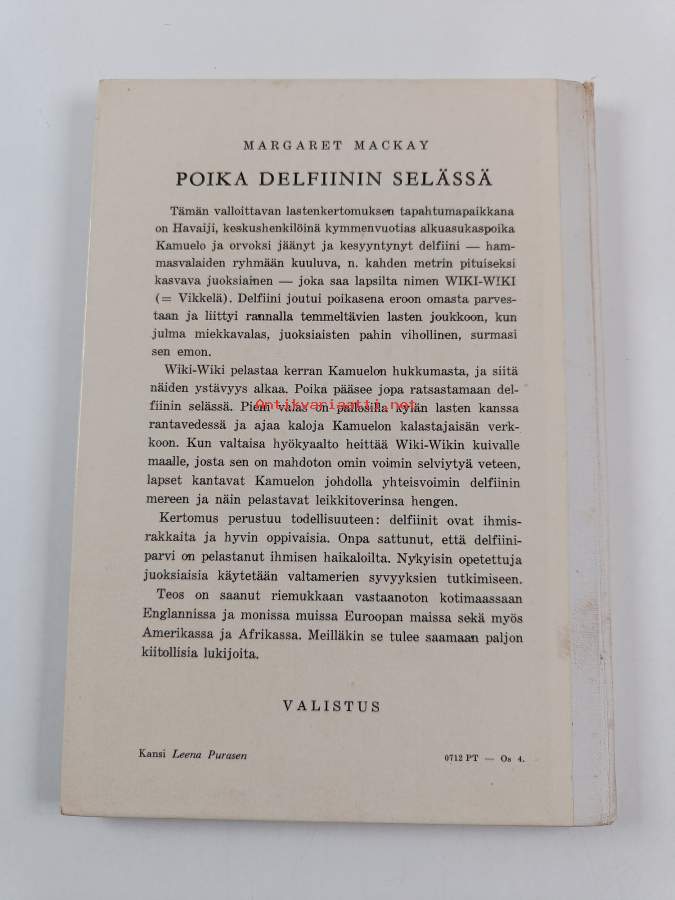 MARGARET MACKAY
POIKA DELFIININ SELÄSSÄ
Tämän valloittavan lastenkertomuksen tapahtumapaikkana
on Havaiji, keskushenkilöinä kymmenvuotias alkuasukaspoika
Kamuelo ja orvoksi jäänyt ja kesyyntynyt delfiini — ham-
masvalaiden ryhmään kuuluva, n. kahden metrin pituiseksi
kasvava juoksiainen — joka saa lapsilta nimen WIKI-WIKI
(= Vikkelä). Delfiini joutui poikasena eroon omasta parves-
taan ja liittyi rannalla temmeltävien lasten joukkoon, kun
julma miekkavalas, juoksiaisten pahin vihollinen, surmasi
sen emon.
Wiki-Wiki pelastaa kerran Kamuelon hukkumasta, ja siitä
näiden ystävyys alkaa. Poika pääsee jopa ratsastamaan del-
fiinin selässä. Pieni valas on pallosilla kylän lasten kanssa
Antikvariaatti.net
rantavedessä ja ajaa kaloja Kamuelon kalastajaisän verk-
koon. Kun valtaisa hyökyaalto heittää Wiki-Wikin kuivalle
maalle, josta sen on mahdoton omin voimin selviytyä veteen,
lapset kantavat Kamuelon johdolla yhteisvoimin delfiinin
mereen ja näin pelastavat leikkitoverinsa hengen.
Kertomus perustuu todellisuuteen: delfiinit ovat ihmis-
rakkaita ja hyvin oppivaisia. Onpa sattunut, että delfiini-
parvi on pelastanut ihmisen haikaloilta. Nykyisin opetettuja
juoksiaisia käytetään valtamerien syvyyksien tutkimiseen.
Teos on saanut riemukkaan vastaanoton kotimaassaan
Englannissa ja monissa muissa Euroopan maissa sekä myös
Amerikassa ja Afrikassa. Meilläkin se tulee saamaan paljon
kiitollisia lukijoita.
VALISTUS
Kansi Leena Purasen
0712 PT — Os 4.